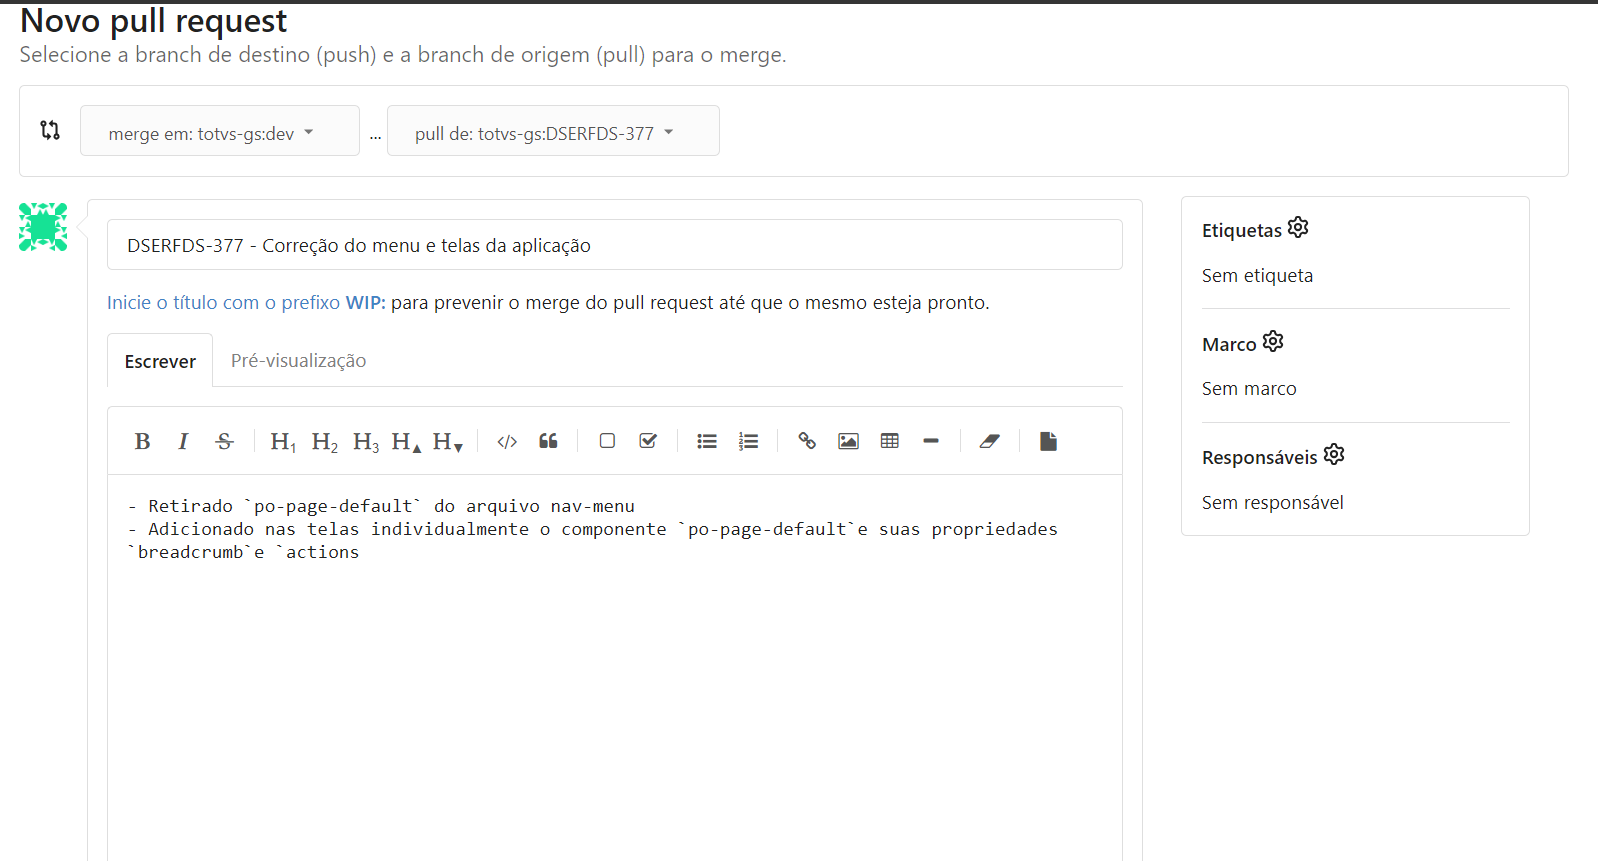 Novo pull request
Selecione a branch de destino (push) e a branch de origem (pull) para o merge.
merge em: totvs-gs:dev ... pull de: totvs-gs:DSERFDS-377
DSERFDS-377 - Correção do menu e telas da aplicação
Inicie o título com o prefixo WIP: para prevenir o merge do pull request até que o mesmo esteja pronto.
Escrever Pré-visualização
B I S H1 H2 H3 H▲ H▼
- Retirado `po-page-default` do arquivo nav-menu
- Adicionado nas telas individualmente o componente `po-page-default`e suas propriedades
`breadcrumb`e `actions
Etiquetas
Sem etiqueta
Marco
Sem marco
Responsáveis
Sem responsável